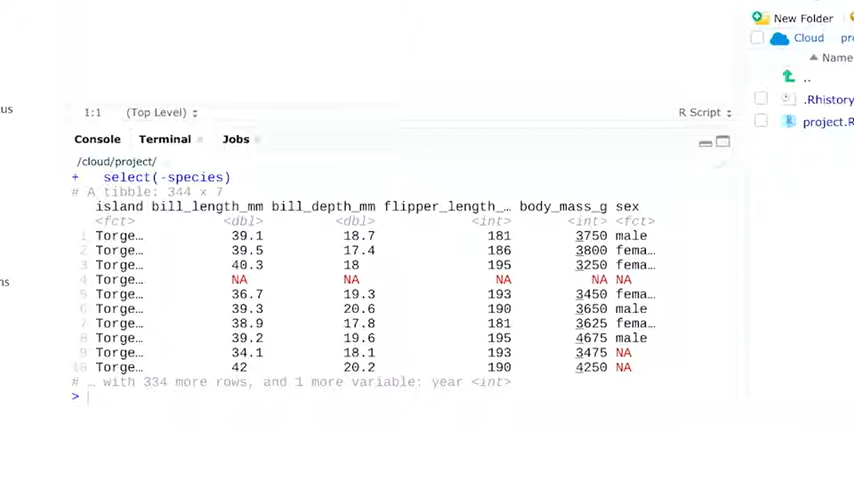 New Folder
Cloud
Name
..
.Rhistory
project.R
1:1 (Top Level) R Script
Console Terminal Jobs
/cloud/project/
+ select(-species)
# A tibble: 344 x 7
island bill_length_mm bill_depth_mm flipper_length_… body_mass_g sex
<fct> <dbl> <dbl> <int> <int> <fct>
1 Torge… 39.1 18.7 181 3750 male
2 Torge… 39.5 17.4 186 3800 fema…
3 Torge… 40.3 18 195 3250 fema…
4 Torge… NA NA NA NA NA
5 Torge… 36.7 19.3 193 3450 fema…
6 Torge… 39.3 20.6 190 3650 male
7 Torge… 38.9 17.8 181 3625 fema…
8 Torge… 39.2 19.6 195 4675 male
9 Torge… 34.1 18.1 193 3475 NA
10 Torge… 42 20.2 190 4250 NA
# … with 334 more rows, and 1 more variable: year <int>
>